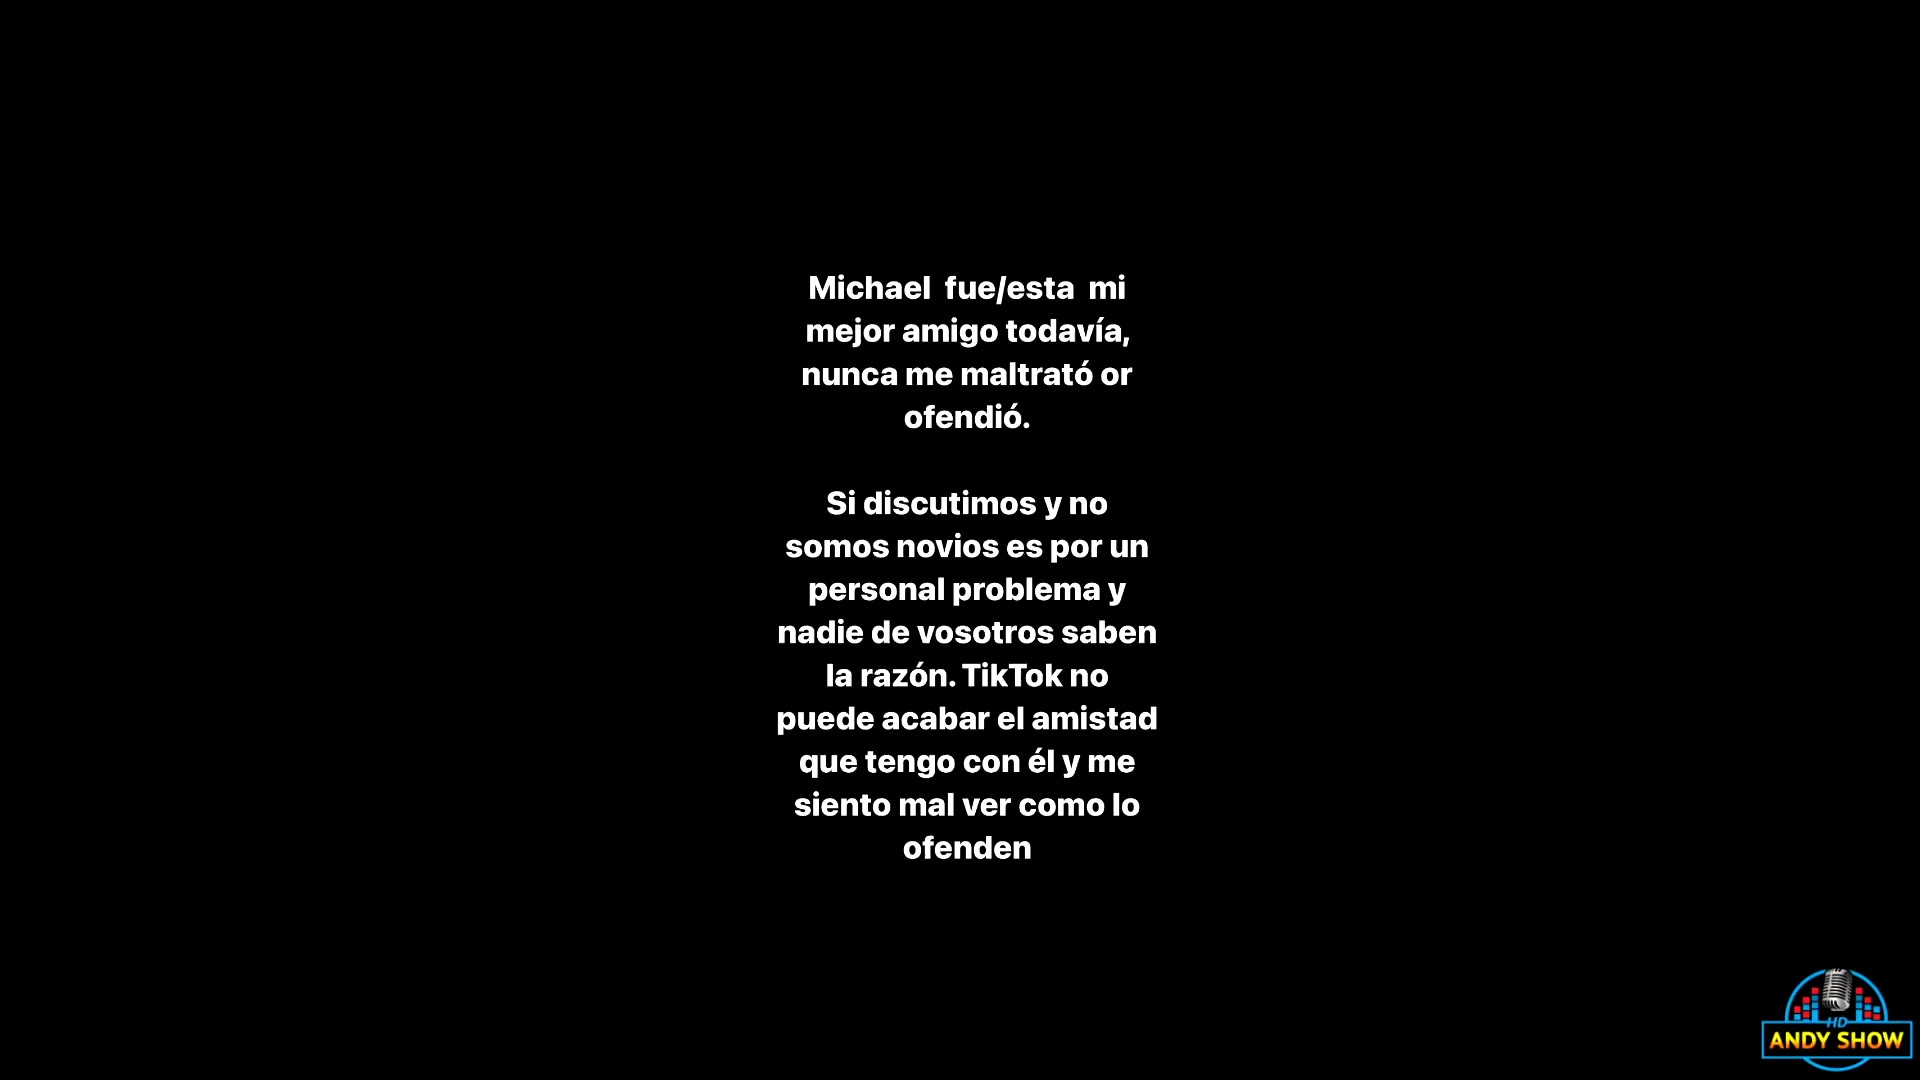 Michael fue/esta mi
mejor amigo todavía,
nunca me maltrató or
ofendió.
Si discutimos y no
somos novios es por un
personal problema y
nadie de vosotros saben
la razón. TikTok no
puede acabar el amistad
que tengo con él y me
siento mal ver como lo
ofenden
HD
ANDY SHOW